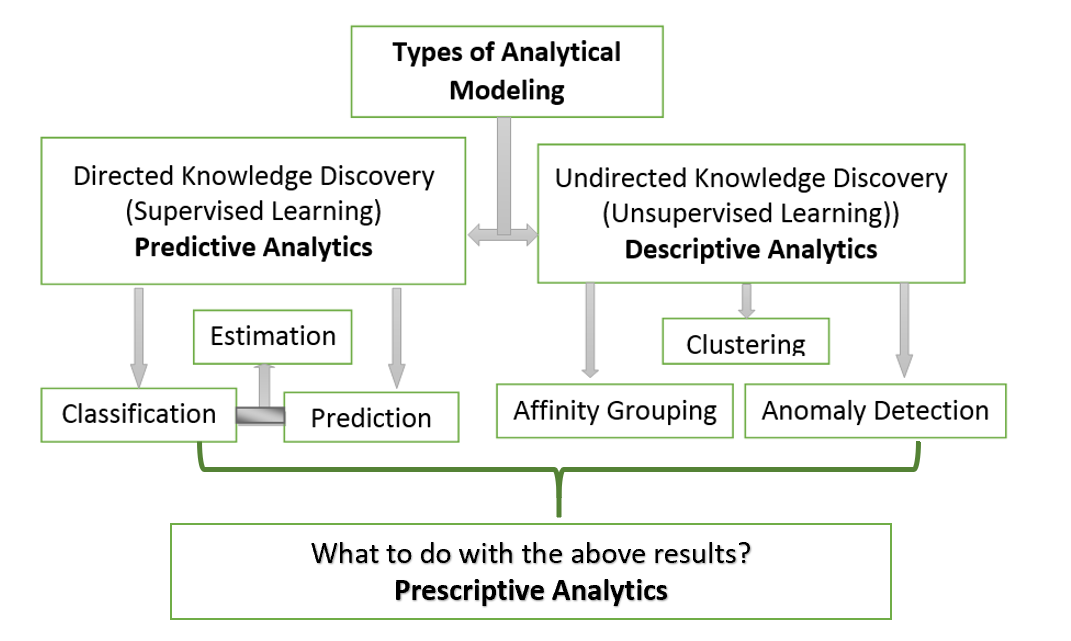 Types of Analytical
Modeling
Directed Knowledge Discovery
(Supervised Learning)
Predictive Analytics
Undirected Knowledge Discovery
(Unsupervised Learning))
Descriptive Analytics
Estimation
Clustering
Classification
Prediction
Affinity Grouping
Anomaly Detection
What to do with the above results?
Prescriptive Analytics